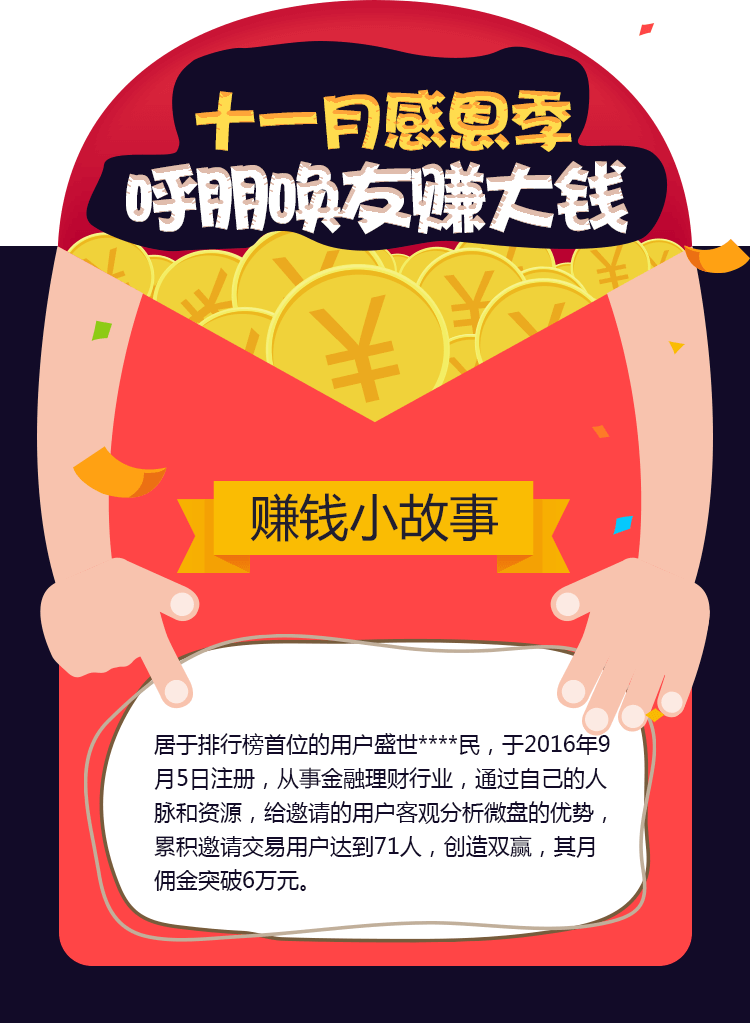 十一月感恩季
呼朋唤友赚大钱
赚钱小故事
居于排行榜首位的用户盛世****民，于2016年9
月5日注册，从事金融理财行业，通过自己的人
脉和资源，给邀请的用户客观分析微盘的优势，
累积邀请交易用户达到71人，创造双赢，其月
佣金突破6万元。